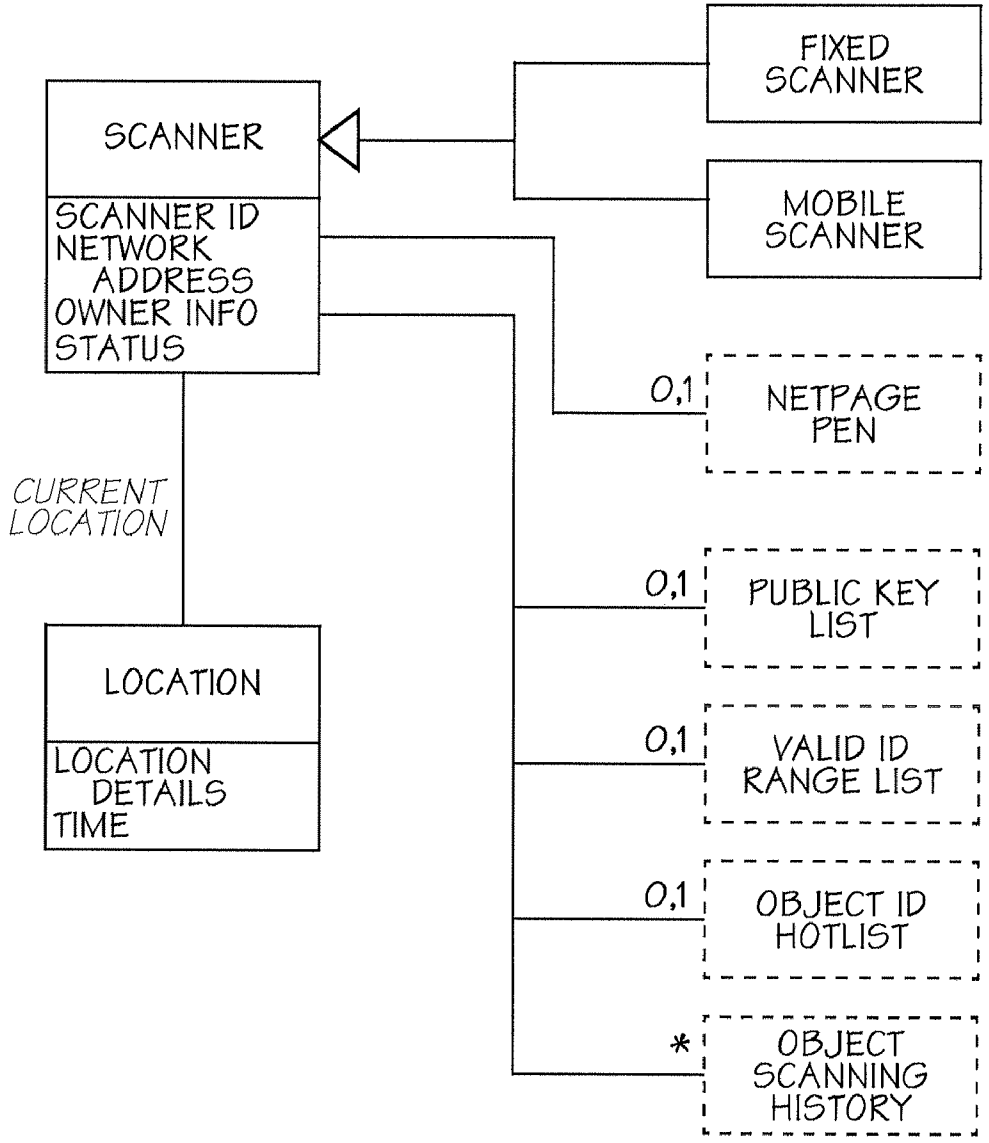 FIXED
SCANNER
SCANNER
MOBILE
SCANNER
SCANNER ID
NETWORK
ADDRESS
OWNER INFO
STATUS
0,1
NETPAGE
PEN
CURRENT
LOCATION
0,1
PUBLIC KEY
LIST
LOCATION
LOCATION
DETAILS
TIME
0,1
VALID ID
RANGE LIST
0,1
OBJECT ID
HOTLIST
*
OBJECT
SCANNING
HISTORY